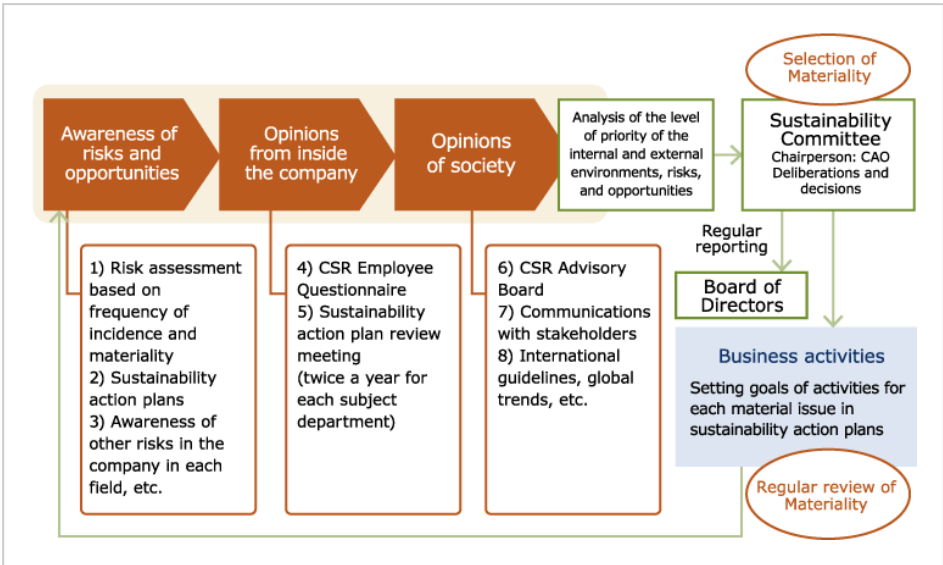 Selection of
Materiality
Awareness of
risks and
opportunities
Opinions
from inside
the company
Opinions
of society
Analysis of the level
of priority of the
internal and external
environments, risks,
and opportunities
Sustainability
Committee
Chairperson: CAO
Deliberations and
decisions
1) Risk assessment
based on
frequency of
incidence and
materiality
2) Sustainability
action plans
3) Awareness of
other risks in the
company in each
field, etc.
4) CSR Employee
Questionnaire
5) Sustainability
action plan review
meeting
(twice a year for
each subject
department)
6) CSR Advisory
Board
7) Communications
with stakeholders
8) International
guidelines, global
trends, etc.
Regular
reporting
Board of
Directors
Business activities
Setting goals of activities for
each material issue in
sustainability action plans
Regular review of
Materiality